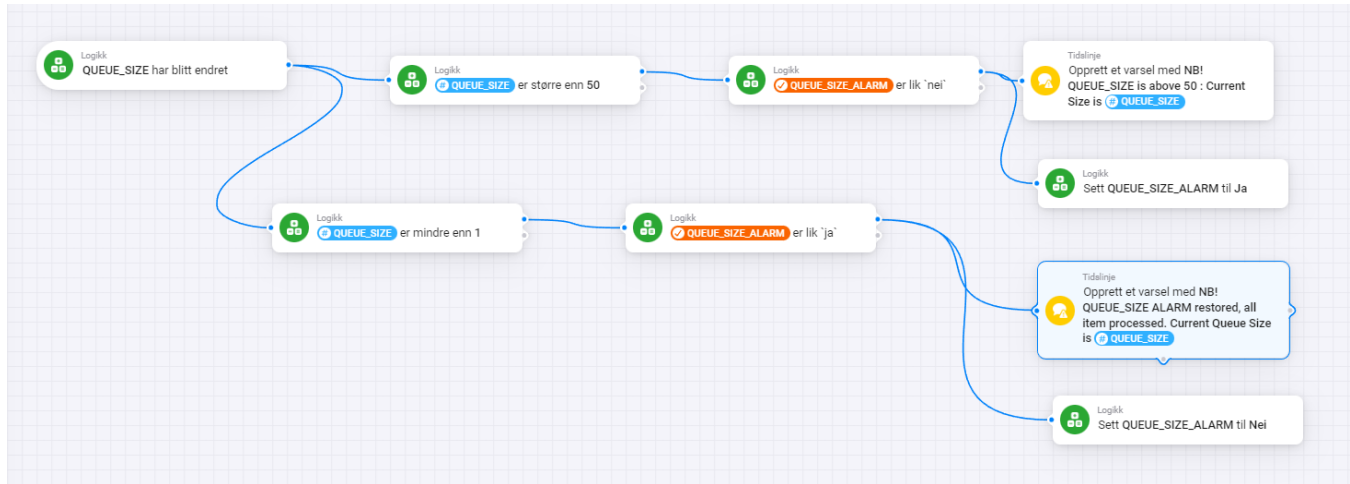 Logikk
QUEUE_SIZE har blitt endret
Logikk
# QUEUE_SIZE er større enn 50
Logikk
QUEUE_SIZE_ALARM er lik `nei`
Tidslinje
Opprett et varsel med NB!
QUEUE_SIZE is above 50 : Current
Size is # QUEUE_SIZE
Logikk
Sett QUEUE_SIZE_ALARM til Ja
Logikk
# QUEUE_SIZE er mindre enn 1
Logikk
QUEUE_SIZE_ALARM er lik `ja`
Tidslinje
Opprett et varsel med NB!
QUEUE_SIZE ALARM restored, all
item processed. Current Queue Size
is # QUEUE_SIZE
Logikk
Sett QUEUE_SIZE_ALARM til Nei